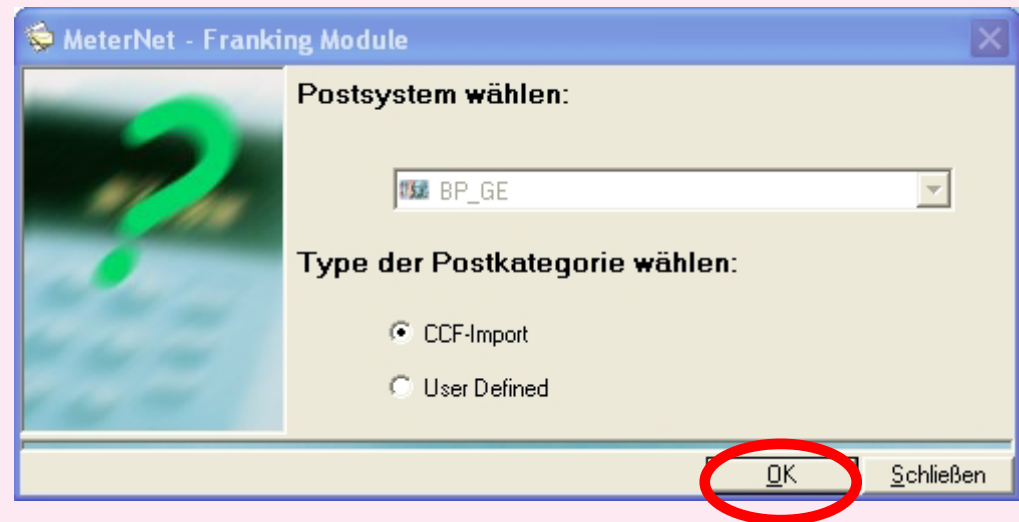 MeterNet - Franking Module
Postsystem wählen:
BP_GE
Type der Postkategorie wählen:
CCF-Import
User Defined
OK Schließen